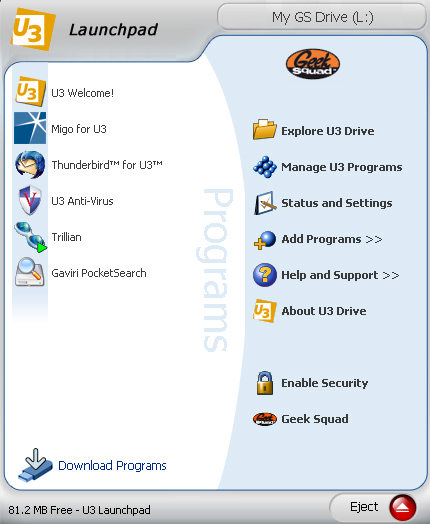 U3 Launchpad
My GS Drive (L:)
Geek
Squad
U3 Welcome!
Migo for U3
Thunderbird™ for U3™
U3 Anti-Virus
Trillian
Gaviri PocketSearch
Programs
Download Programs
Explore U3 Drive
Manage U3 Programs
Status and Settings
Add Programs >>
Help and Support >>
U3 About U3 Drive
Enable Security
Geek Squad
81.2 MB Free - U3 Launchpad
Eject